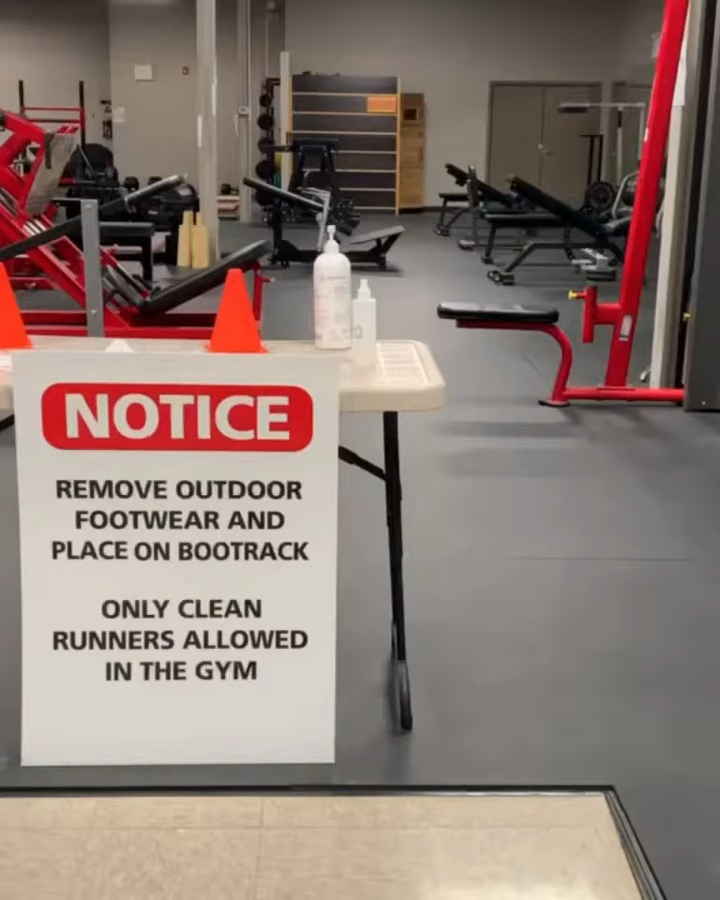 NOTICE
REMOVE OUTDOOR
FOOTWEAR AND
PLACE ON BOOTRACK
ONLY CLEAN
RUNNERS ALLOWED
IN THE GYM